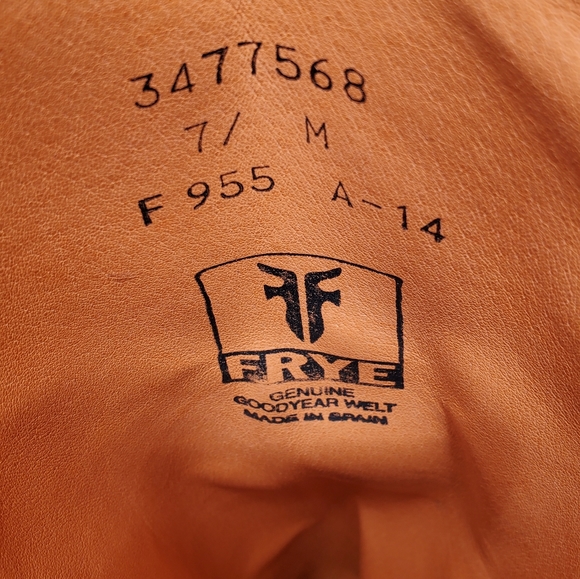 3477568
7/ M
F 955 A-14
FRYE
GENUINE
GOODYEAR WELT
MADE IN SPAIN